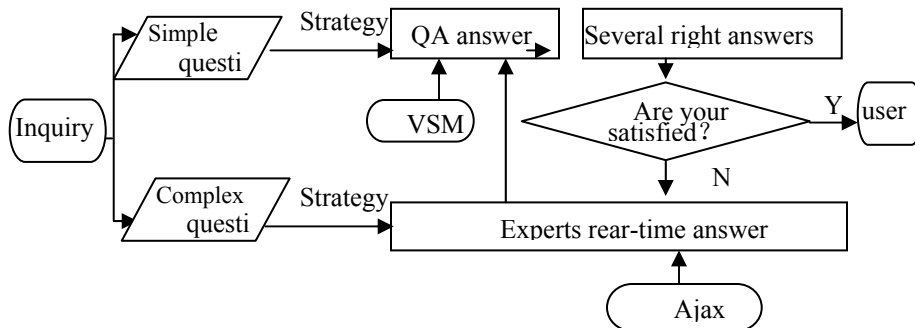 Strategy
Simple
questi
QA answer
Several right answers
Inquiry
VSM
Are your
satisfied?
Y
user
N
Complex
questi
Strategy
Experts rear-time answer
Ajax